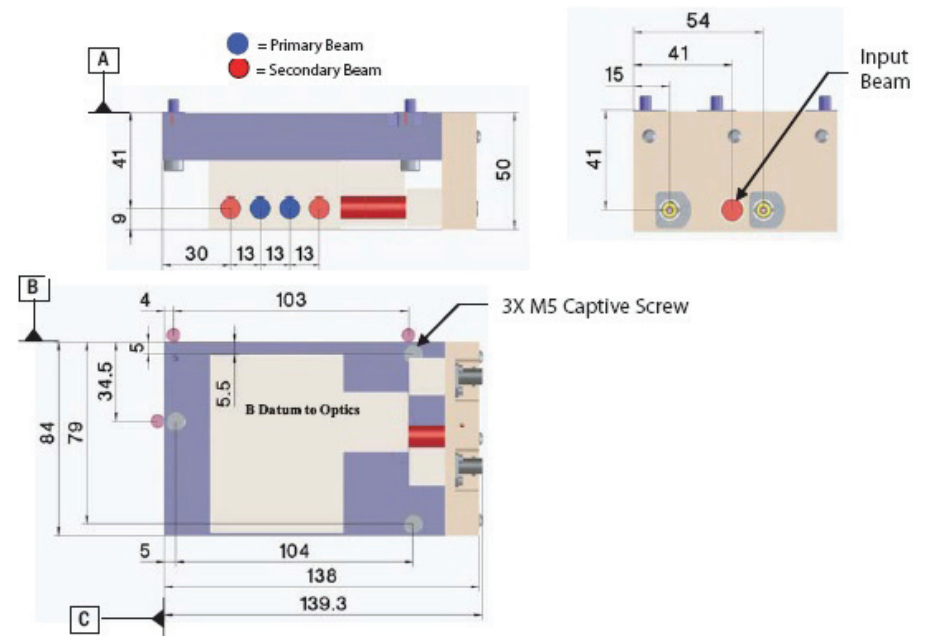 = Primary Beam
= Secondary Beam
A
41
9
50
30
13
13
13
54
41
15
41
Input
Beam
B
4
103
3X M5 Captive Screw
5
34.5
5.5
B Datum to Optics
84
79
5
104
138
139.3
C